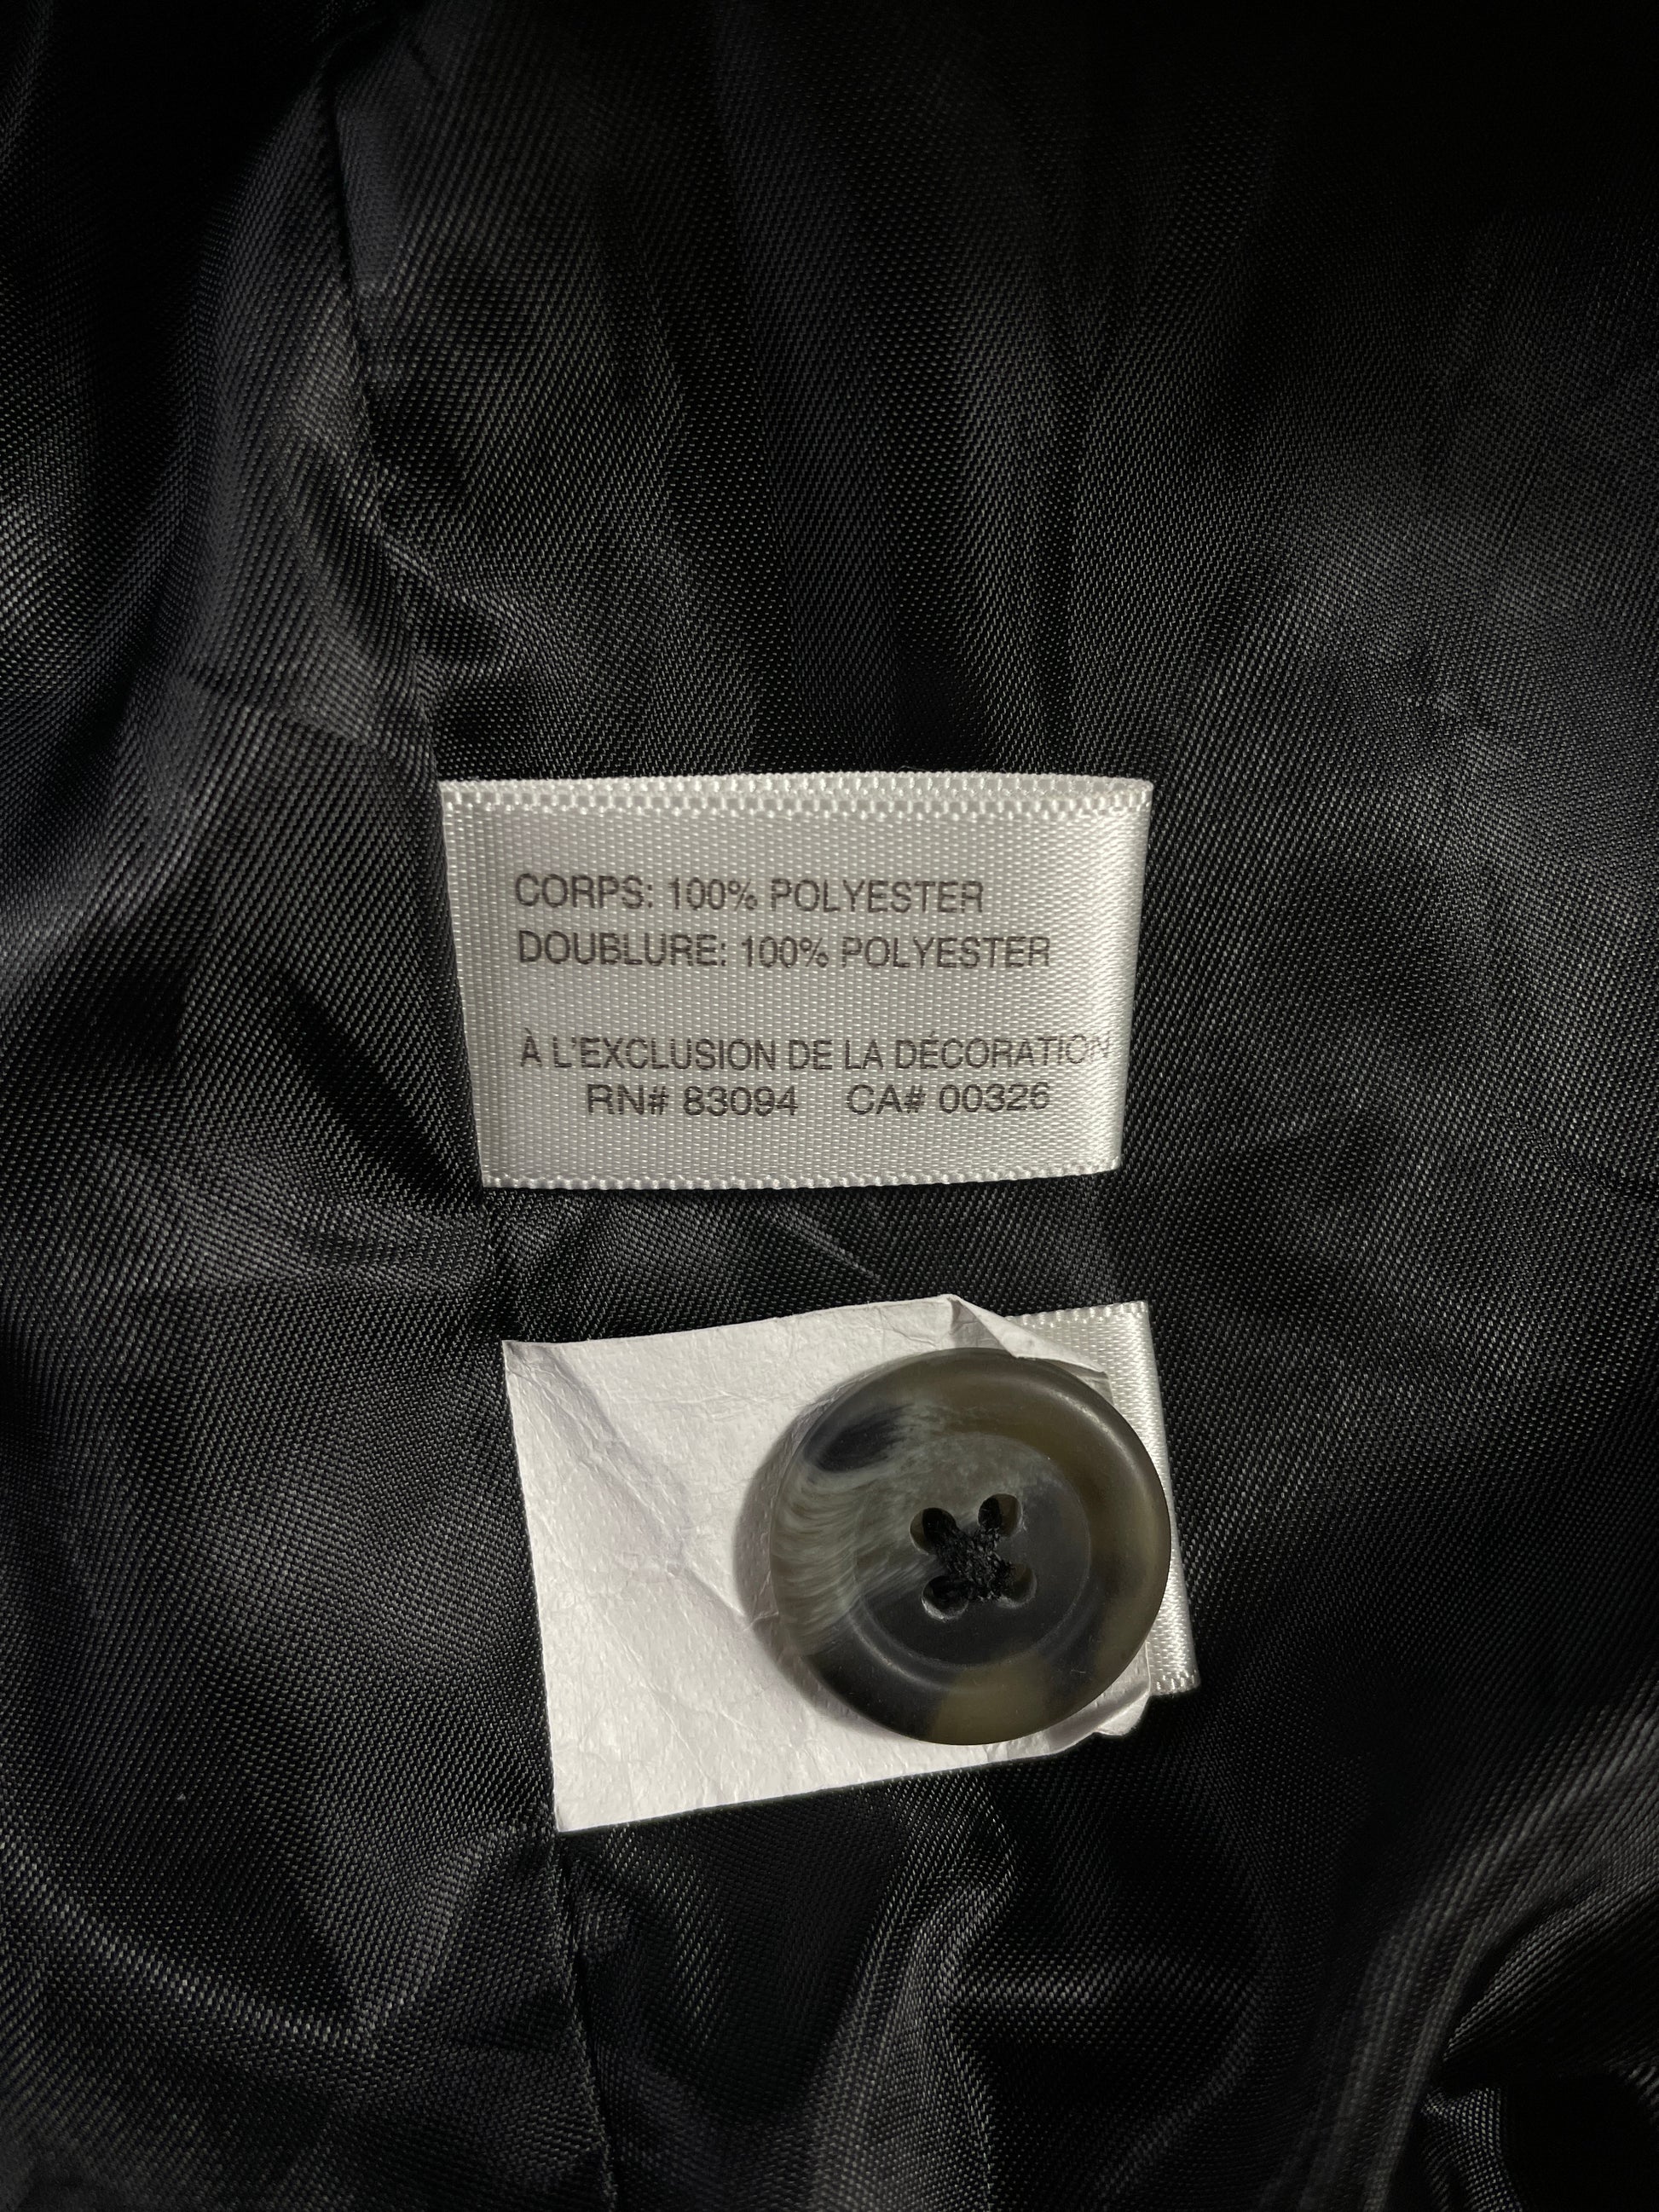 CORPS: 100% POLYESTER
DOUBLURE: 100% POLYESTER
À L'EXCLUSION DE LA DÉCORATION
RN# 83094 CA# 00326